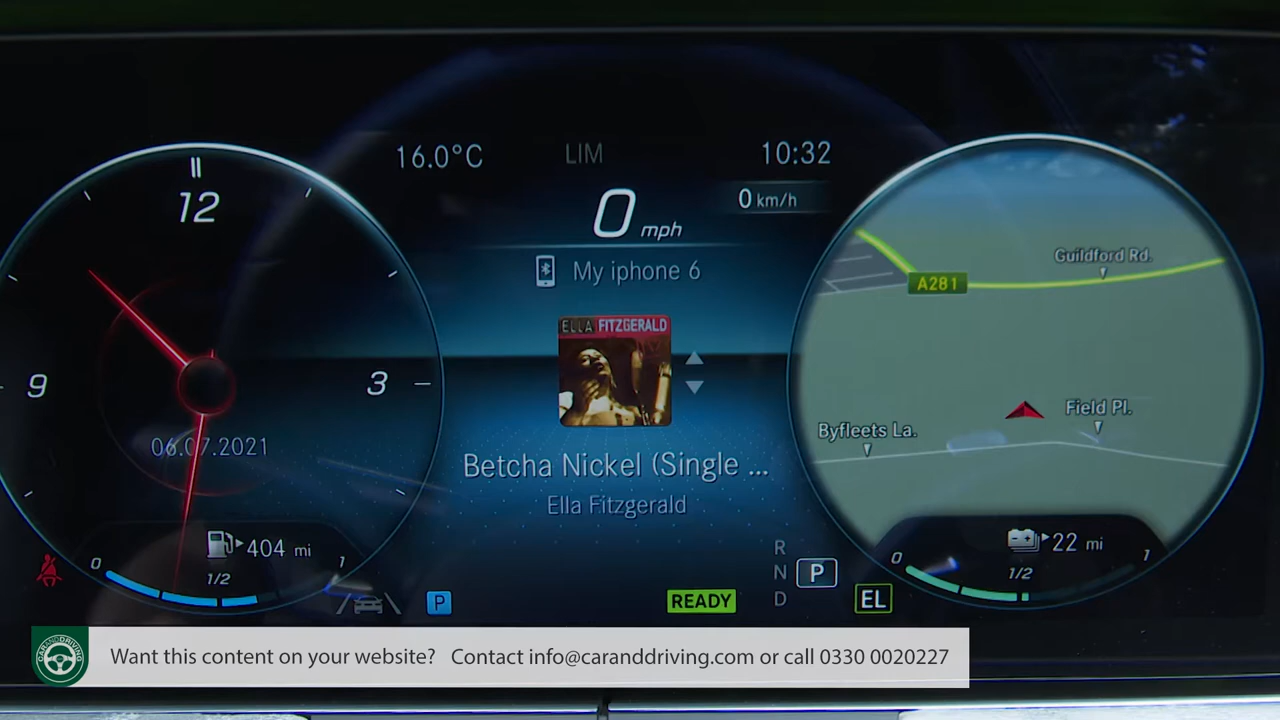 16.0°C
LIM
10:32
0 mph
0 km/h
12
9
3
06.07.2021
404 mi
0
1/2
1
My iphone 6
ELLA FITZGERALD
Betcha Nickel (Single ...
Ella Fitzgerald
P
READY
R
N
D
P
EL
Guildford Rd.
A281
Field Pl.
Byfleets La.
22 mi
0
1/2
1
CARANDDRIVING
Want this content on your website? Contact info@caranddriving.com or call 0330 0020227